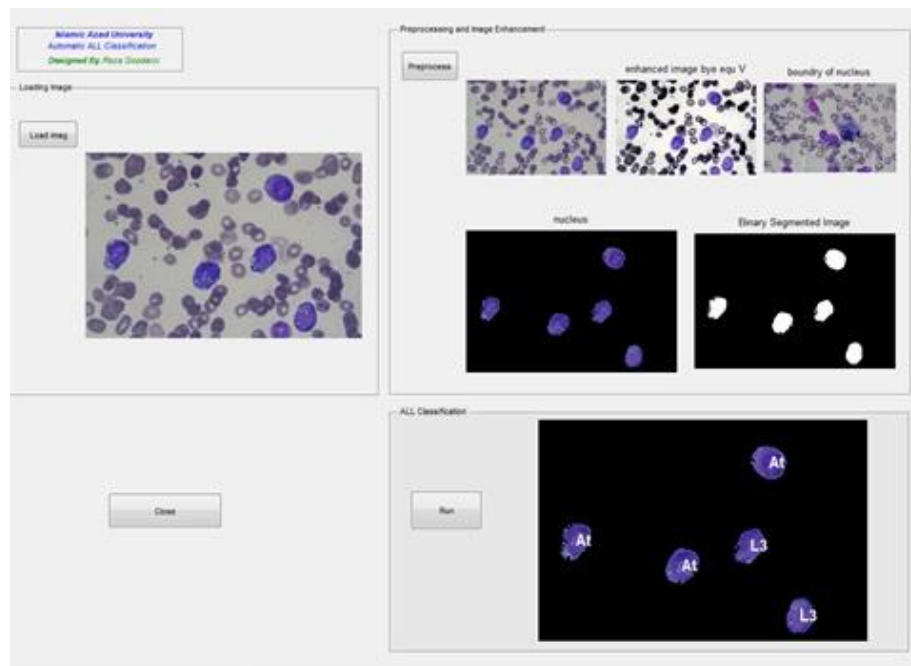 Islamic Azad University
Automatic ALL Classification
Designed By Reza
Loading Image
Load imag
Close
Preprocessing and Image Enhancement
Preprocess
enhanced image bye equ V
boundry of nucleus
nucleus
Binary Segmented Image
ALL Classification
Run
At
At
At
L3
L3